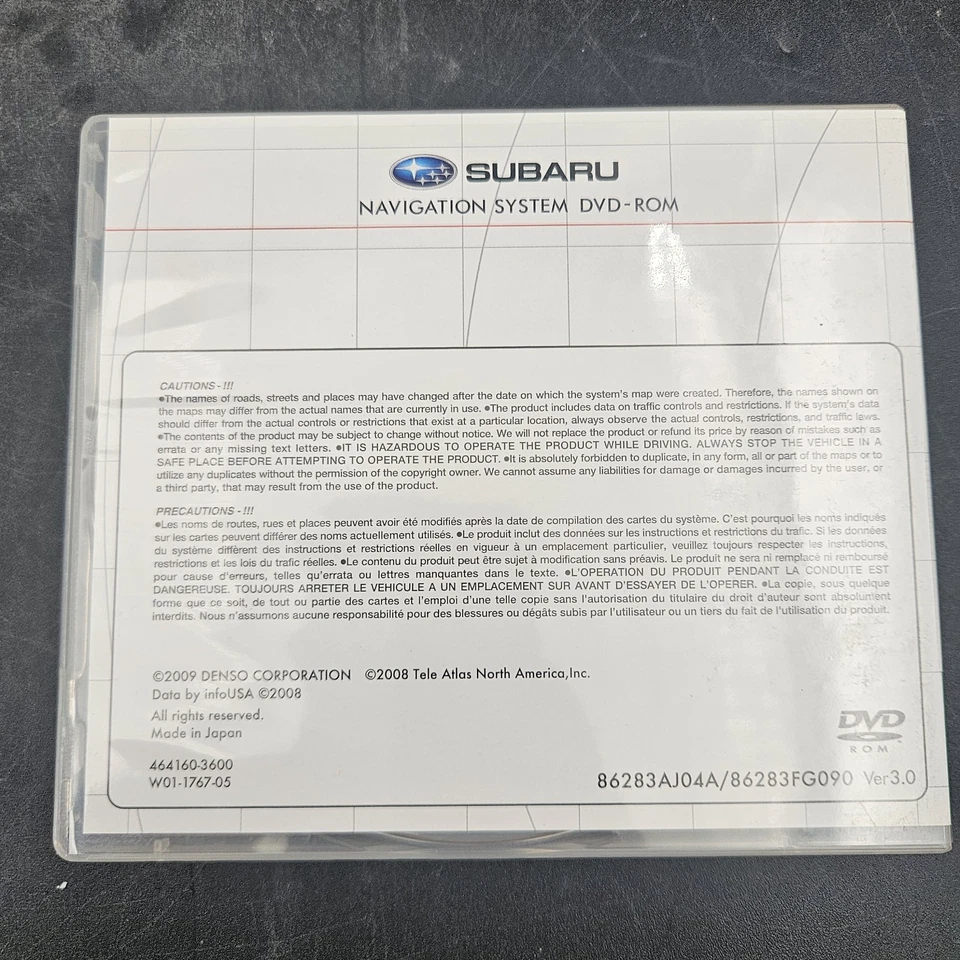 SUBARU
NAVIGATION SYSTEM DVD-ROM
CAUTIONS - !!!
●The names of roads, streets and places may have changed after the date on which the system's map were created. Therefore, the names shown on
the maps may differ from the actual names that are currently in use. ●The product includes data on traffic controls and restrictions. If the system's data
should differ from the actual controls or restrictions that exist at a particular location, always observe the actual controls, restrictions, and traffic laws.
●The contents of the product may be subject to change without notice. We will not replace the product or refund its price by reason of mistakes such as
errata or any missing text letters. ●IT IS HAZARDOUS TO OPERATE THE PRODUCT WHILE DRIVING. ALWAYS STOP THE VEHICLE IN A
SAFE PLACE BEFORE ATTEMPTING TO OPERATE THE PRODUCT. ●It is absolutely forbidden to duplicate, in any form, all or part of the maps or to
utilize any duplicates without the permission of the copyright owner. We cannot assume any liabilities for damage or damages incurred by the user, or
a third party, that may result from the use of the product.
PRECAUTIONS - !!!
●Les noms de routes, rues et places peuvent avoir été modifiés après la date de compilation des cartes du système. C'est pourquoi les noms indiqués
sur les cartes peuvent différer des noms actuellement utilisés. ●Le produit inclut des données sur les instructions et restrictions du trafic. Si les données
du système diffèrent des instructions et restrictions réelles en vigueur à un emplacement particulier, veuillez toujours respecter les instructions,
restrictions et les lois du trafic réelles. ●Le contenu du produit peut être sujet à modification sans préavis. Le produit ne sera ni remplacé ni remboursé
pour cause d'erreurs, telles qu'errata ou lettres manquantes dans le texte. ●L'OPERATION DU PRODUIT PENDANT LA CONDUITE EST
DANGEREUSE. TOUJOURS ARRETER LE VEHICULE A UN EMPLACEMENT SUR AVANT D'ESSAYER DE L'OPERER. ●La copie, sous quelque
forme que ce soit, de tout ou partie des cartes et l'emploi d'une telle copie sans l'autorisation du titulaire du droit d'auteur sont absolument
interdits. Nous n'assumons aucune responsabilité pour des blessures ou dégâts subis par l'utilisateur ou un tiers du fait de l'utilisation du produit.
©2009 DENSO CORPORATION ©2008 Tele Atlas North America,Inc.
Data by infoUSA ©2008
All rights reserved.
Made in Japan
DVD
ROM
464160-3600
W01-1767-05
86283AJ04A/86283FG090 Ver3.0